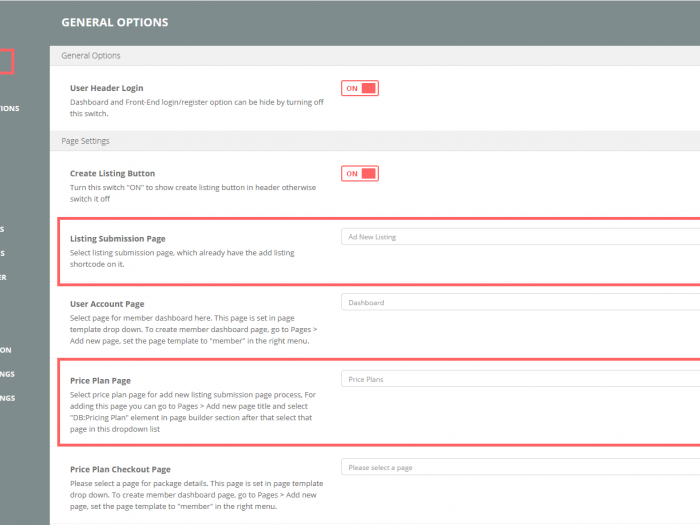 GENERAL OPTIONS
General Options
User Header Login
ON
Dashboard and Front-End login/register option can be hide by turning off
this switch.
IONS
Page Settings
Create Listing Button
ON
Turn this switch "ON" to show create listing button in header otherwise
switch it off
S
Listing Submission Page
Ad New Listing
Select listing submission page, which already have the add listing
shortcode on it.
S
ER
User Account Page
Dashboard
Select page for member dashboard here. This page is set in page
template drop down. To create member dashboard page, go to Pages >
Add new page, set the page template to "member" in the right menu.
ON
NGS
Price Plan Page
Price Plans
Select price plan page for add new listing submission page process, For
adding this page you can go to Pages > Add new page title and select
"DB:Pricing Plan" element in page builder section after that select that
page in this dropdown list
NGS
Price Plan Checkout Page
Please select a page
Please select a page for package details. This page is set in page template
drop down. To create member dashboard page, go to Pages > Add new
page, set the page template to "member" in the right menu.